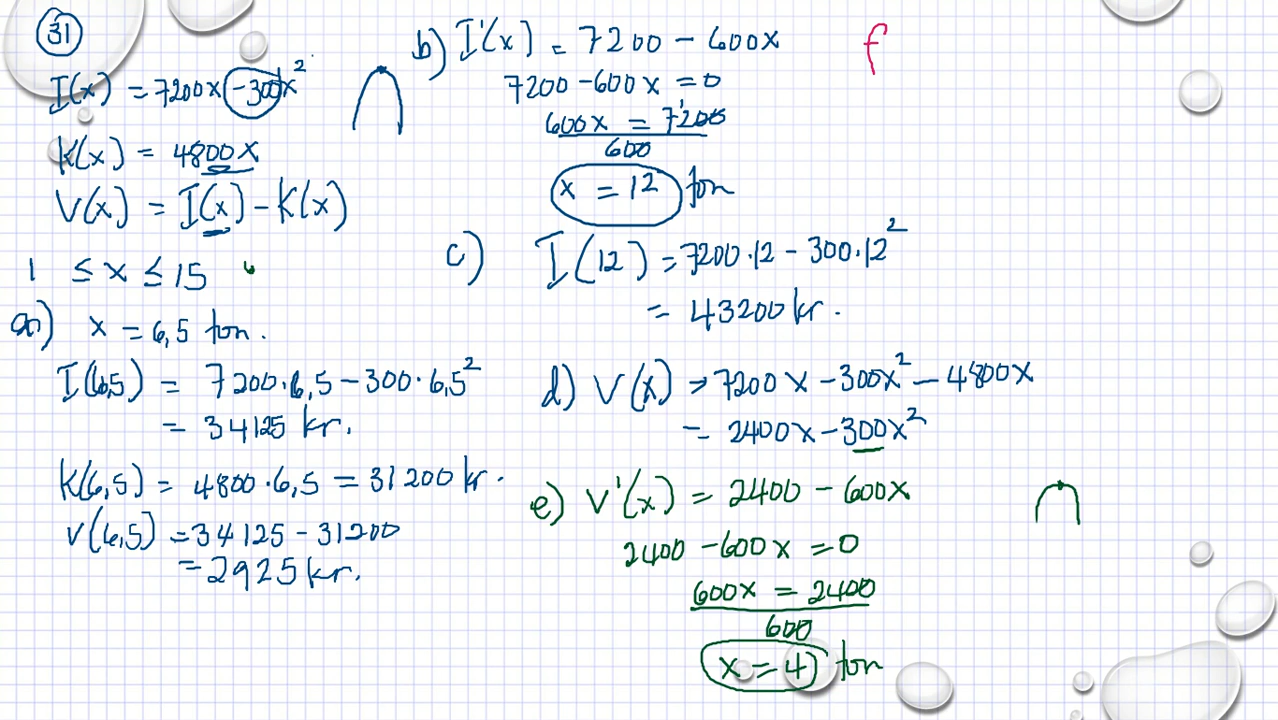 31
I(x) = 7200x - 300x²
K(x) = 4800x
V(x) = I(x) - K(x)
1 ≤ x ≤ 15
a) x = 6,5 ton.
I(6,5) = 7200·6,5 - 300·6,5²
= 34125 kr.
K(6,5) = 4800·6,5 = 31200 kr.
V(6,5) = 34125 - 31200
= 2925 kr.
b) I'(x) = 7200 - 600x
7200 - 600x = 0
600x = 7200
600
x = 12 ton
c) I(12) = 7200·12 - 300·12²
= 43200 kr.
d) V(x) = 7200x - 300x² - 4800x
= 2400x - 300x²
e) V'(x) = 2400 - 600x
2400 - 600x = 0
600x = 2400
600
x = 4 ton
f